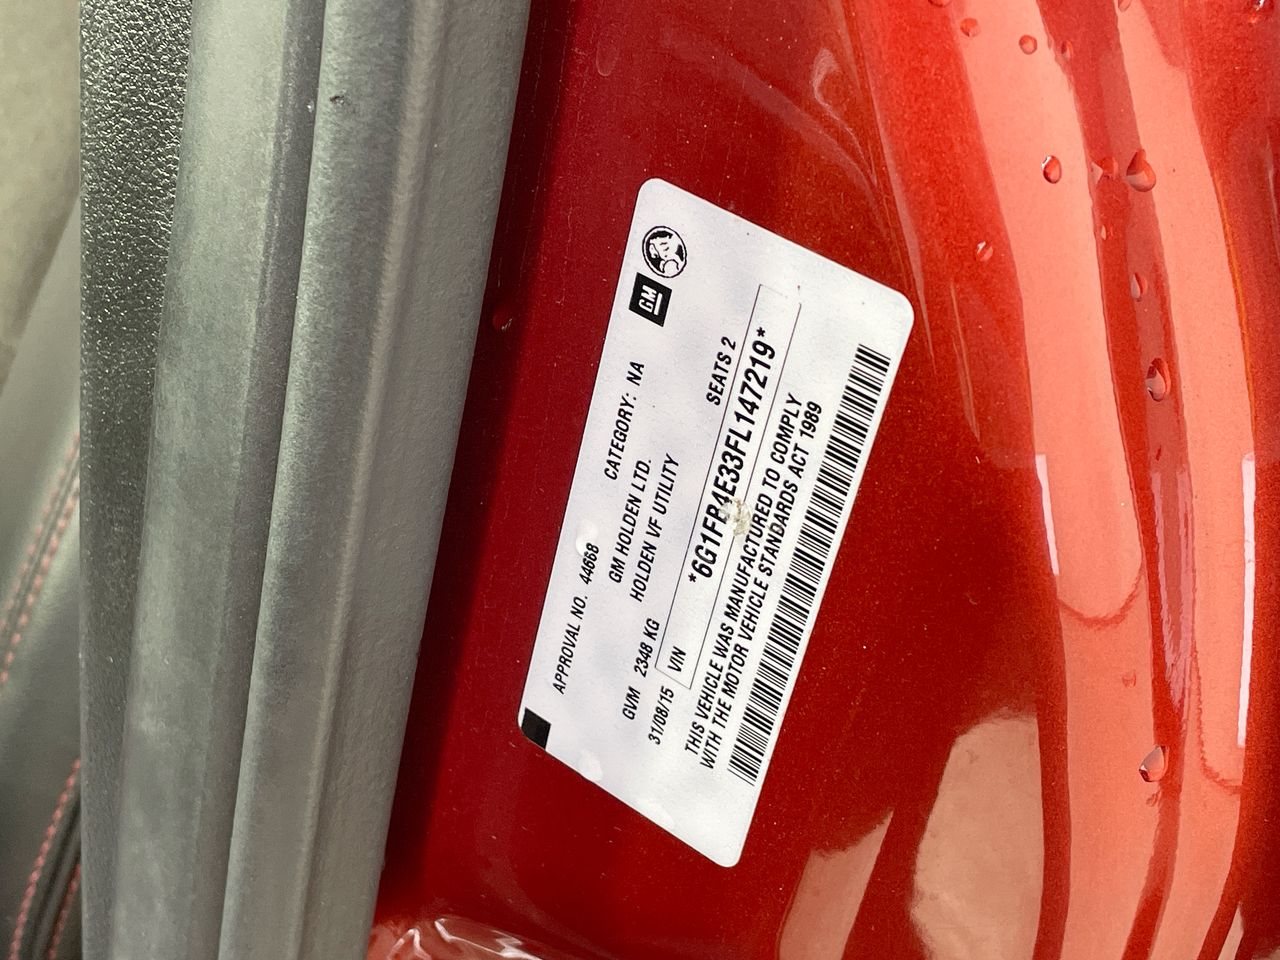 GM
APPROVAL NO. 44668 CATEGORY: NA
GM HOLDEN LTD.
HOLDEN VF UTILITY
GVM 2348 KG SEATS 2
31/08/15 VIN *6G1FB4E33FL147219*
THIS VEHICLE WAS MANUFACTURED TO COMPLY
WITH THE MOTOR VEHICLE STANDARDS ACT 1989